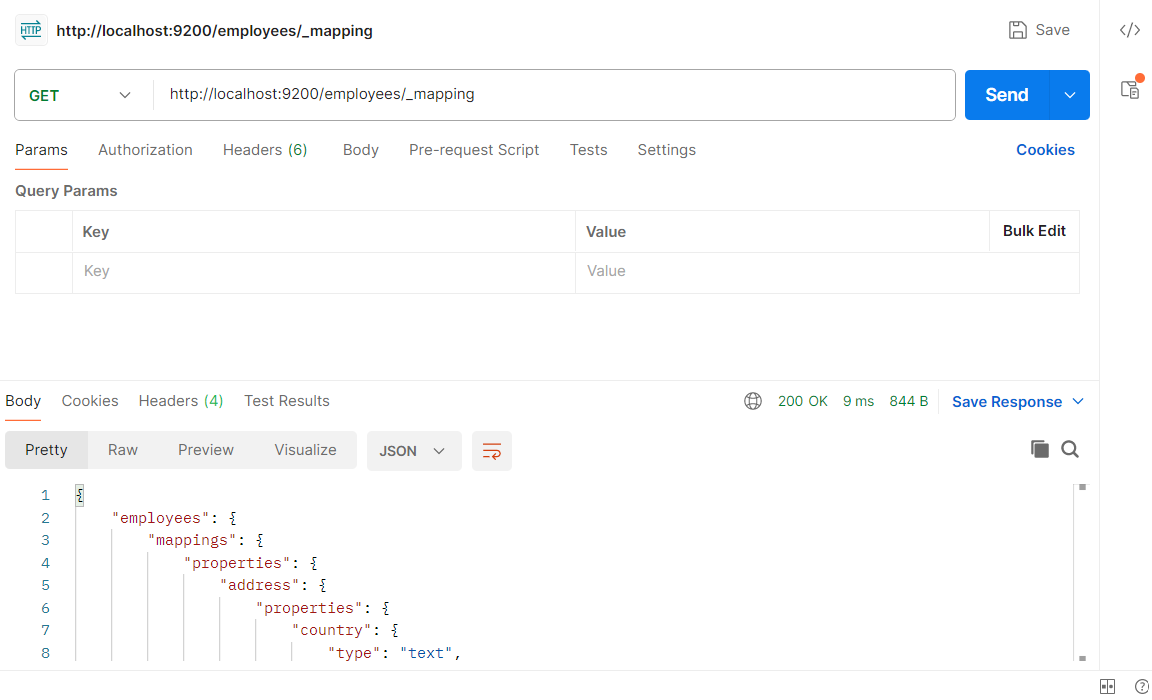 HTTP http://localhost:9200/employees/_mapping Save </>
GET http://localhost:9200/employees/_mapping Send
Params Authorization Headers (6) Body Pre-request Script Tests Settings Cookies
Query Params
Key Value Bulk Edit
Key Value
Body Cookies Headers (4) Test Results 200 OK 9 ms 844 B Save Response
Pretty Raw Preview Visualize JSON
1 {
2 "employees": {
3 "mappings": {
4 "properties": {
5 "address": {
6 "properties": {
7 "country": {
8 "type": "text",